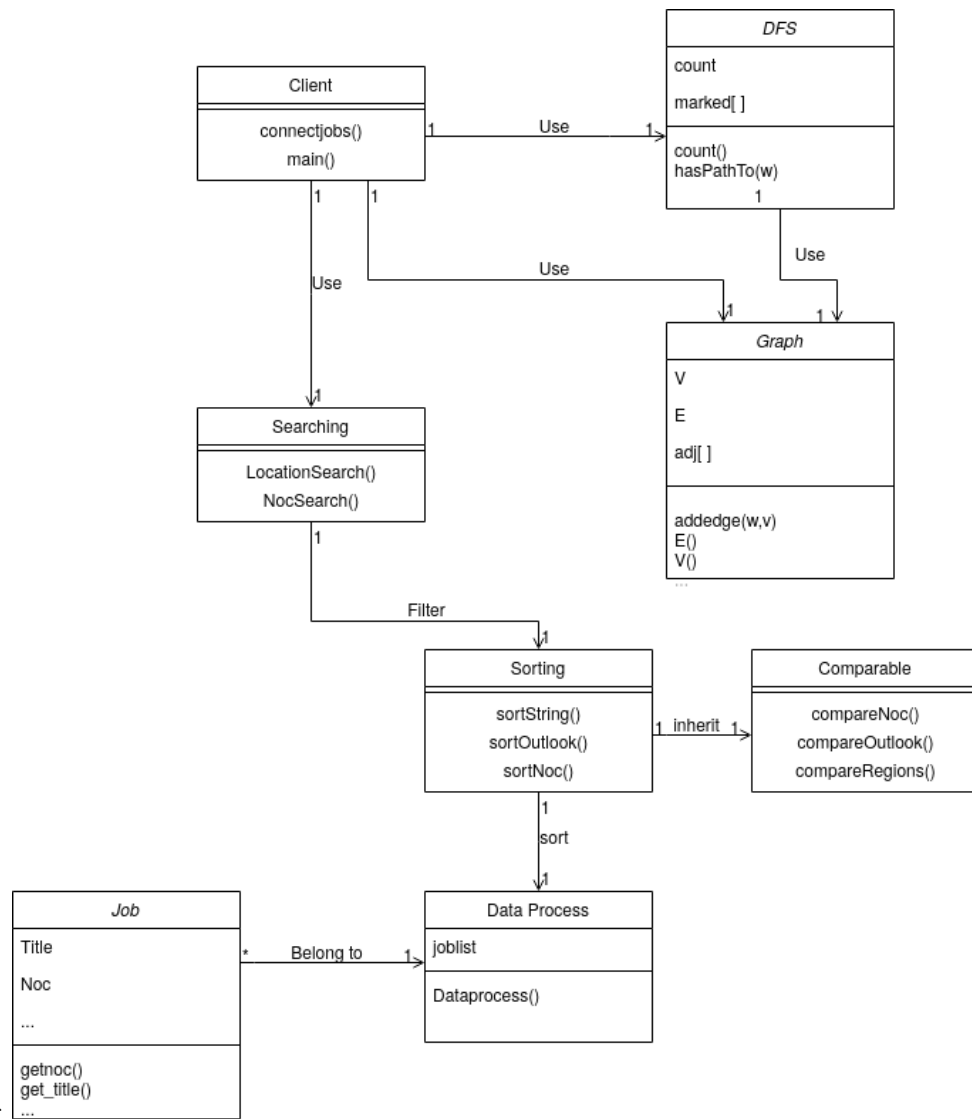 DFS
count
marked[ ]
count()
hasPathTo(w)
1
Client
connectjobs()
main()
1
Use
1
1
1
Use
Use
Use
1
1
1
Graph
V
E
adj[ ]
addedge(w,v)
E()
V()
...
Searching
LocationSearch()
NocSearch()
1
Filter
1
Sorting
sortString()
sortOutlook()
sortNoc()
1
inherit
1
Comparable
compareNoc()
compareOutlook()
compareRegions()
1
sort
1
Job
Title
Noc
...
getnoc()
get_title()
...
*
Belong to
1
Data Process
joblist
Dataprocess()